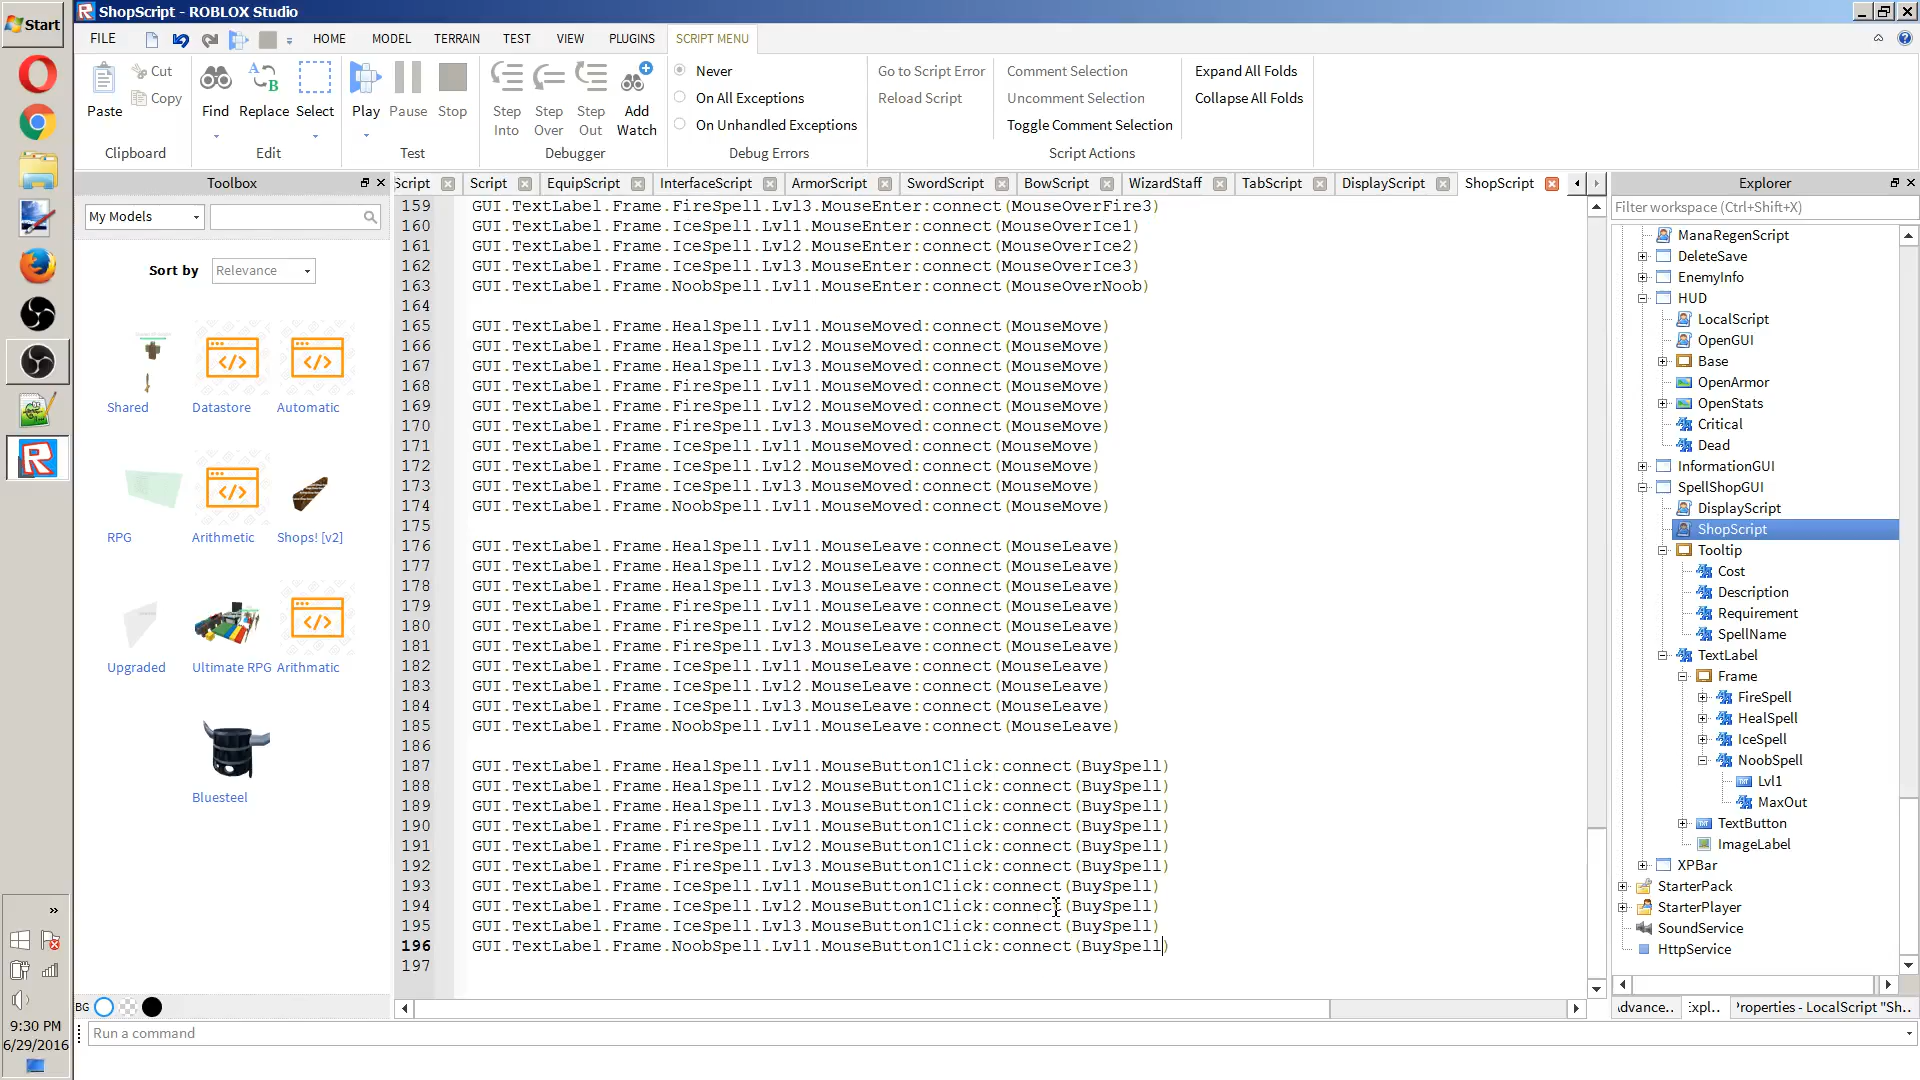 ShopScript - ROBLOX Studio
Start
FILE HOME MODEL TERRAIN TEST VIEW PLUGINS SCRIPT MENU
Paste Cut Copy
Clipboard
Find Replace Select
Edit
Play Pause Stop
Test
Step Into Step Over Step Out Add Watch
Debugger
Never
On All Exceptions
On Unhandled Exceptions
Debug Errors
Go to Script Error
Reload Script
Comment Selection
Uncomment Selection
Toggle Comment Selection
Expand All Folds
Collapse All Folds
Script Actions
Toolbox
My Models
Sort by Relevance
Shared Datastore Automatic
RPG Arithmetic Shops! [v2]
Upgraded Ultimate RPG Arithmatic
Bluesteel
BG
Script Script EquipScript InterfaceScript ArmorScript SwordScript BowScript WizardStaff TabScript DisplayScript ShopScript
159 GUI.TextLabel.Frame.FireSpell.Lvl3.MouseEnter:connect(MouseOverFire3)
160 GUI.TextLabel.Frame.IceSpell.Lvl1.MouseEnter:connect(MouseOverIce1)
161 GUI.TextLabel.Frame.IceSpell.Lvl2.MouseEnter:connect(MouseOverIce2)
162 GUI.TextLabel.Frame.IceSpell.Lvl3.MouseEnter:connect(MouseOverIce3)
163 GUI.TextLabel.Frame.NoobSpell.Lvl1.MouseEnter:connect(MouseOverNoob)
164
165 GUI.TextLabel.Frame.HealSpell.Lvl1.MouseMoved:connect(MouseMove)
166 GUI.TextLabel.Frame.HealSpell.Lvl2.MouseMoved:connect(MouseMove)
167 GUI.TextLabel.Frame.HealSpell.Lvl3.MouseMoved:connect(MouseMove)
168 GUI.TextLabel.Frame.FireSpell.Lvl1.MouseMoved:connect(MouseMove)
169 GUI.TextLabel.Frame.FireSpell.Lvl2.MouseMoved:connect(MouseMove)
170 GUI.TextLabel.Frame.FireSpell.Lvl3.MouseMoved:connect(MouseMove)
171 GUI.TextLabel.Frame.IceSpell.Lvl1.MouseMoved:connect(MouseMove)
172 GUI.TextLabel.Frame.IceSpell.Lvl2.MouseMoved:connect(MouseMove)
173 GUI.TextLabel.Frame.IceSpell.Lvl3.MouseMoved:connect(MouseMove)
174 GUI.TextLabel.Frame.NoobSpell.Lvl1.MouseMoved:connect(MouseMove)
175
176 GUI.TextLabel.Frame.HealSpell.Lvl1.MouseLeave:connect(MouseLeave)
177 GUI.TextLabel.Frame.HealSpell.Lvl2.MouseLeave:connect(MouseLeave)
178 GUI.TextLabel.Frame.HealSpell.Lvl3.MouseLeave:connect(MouseLeave)
179 GUI.TextLabel.Frame.FireSpell.Lvl1.MouseLeave:connect(MouseLeave)
180 GUI.TextLabel.Frame.FireSpell.Lvl2.MouseLeave:connect(MouseLeave)
181 GUI.TextLabel.Frame.FireSpell.Lvl3.MouseLeave:connect(MouseLeave)
182 GUI.TextLabel.Frame.IceSpell.Lvl1.MouseLeave:connect(MouseLeave)
183 GUI.TextLabel.Frame.IceSpell.Lvl2.MouseLeave:connect(MouseLeave)
184 GUI.TextLabel.Frame.IceSpell.Lvl3.MouseLeave:connect(MouseLeave)
185 GUI.TextLabel.Frame.NoobSpell.Lvl1.MouseLeave:connect(MouseLeave)
186
187 GUI.TextLabel.Frame.HealSpell.Lvl1.MouseButton1Click:connect(BuySpell)
188 GUI.TextLabel.Frame.HealSpell.Lvl2.MouseButton1Click:connect(BuySpell)
189 GUI.TextLabel.Frame.HealSpell.Lvl3.MouseButton1Click:connect(BuySpell)
190 GUI.TextLabel.Frame.FireSpell.Lvl1.MouseButton1Click:connect(BuySpell)
191 GUI.TextLabel.Frame.FireSpell.Lvl2.MouseButton1Click:connect(BuySpell)
192 GUI.TextLabel.Frame.FireSpell.Lvl3.MouseButton1Click:connect(BuySpell)
193 GUI.TextLabel.Frame.IceSpell.Lvl1.MouseButton1Click:connect(BuySpell)
194 GUI.TextLabel.Frame.IceSpell.Lvl2.MouseButton1Click:connect(BuySpell)
195 GUI.TextLabel.Frame.IceSpell.Lvl3.MouseButton1Click:connect(BuySpell)
196 GUI.TextLabel.Frame.NoobSpell.Lvl1.MouseButton1Click:connect(BuySpell)
197
Explorer
Filter workspace (Ctrl+Shift+X)
ManaRegenScript
DeleteSave
EnemyInfo
HUD
LocalScript
OpenGUI
Base
OpenArmor
OpenStats
Critical
Dead
InformationGUI
SpellShopGUI
DisplayScript
ShopScript
Tooltip
Cost
Description
Requirement
SpellName
TextLabel
Frame
FireSpell
HealSpell
IceSpell
NoobSpell
Lvl1
MaxOut
TextButton
ImageLabel
XPBar
StarterPack
StarterPlayer
SoundService
HttpService
Advance... Expl... Properties - LocalScript "Sh...
Run a command
9:30 PM
6/29/2016